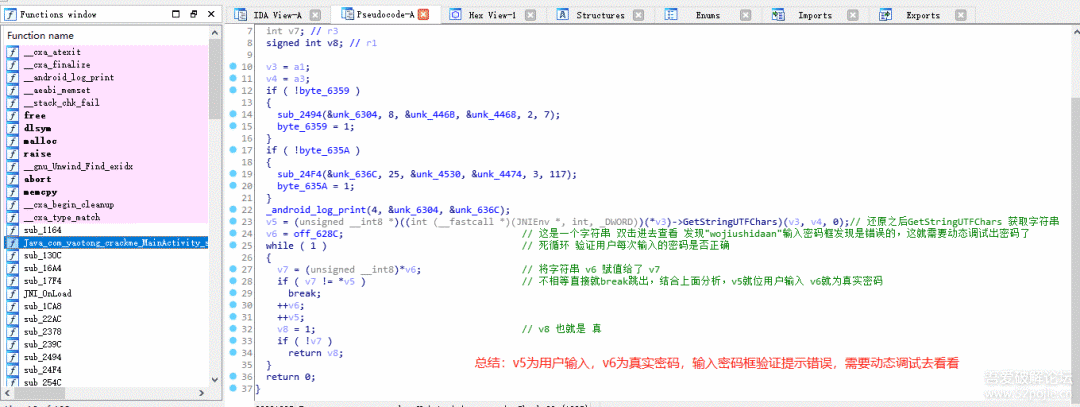 Functions window
IDA View-A
Pseudocode-A
Hex View-1
Structures
Enums
Imports
Exports
Function name
f __cxa_atexit
f __cxa_finalize
f __android_log_print
f __aeabi_memset
f __stack_chk_fail
f free
f dlsym
f malloc
f raise
f __gnu_Unwind_Find_exidx
f abort
f memcpy
f __cxa_begin_cleanup
f __cxa_type_match
f sub_1164
f Java_com_yaotong_crackme_MainActivity_s
f sub_130C
f sub_16A4
f sub_17F4
f JNI_OnLoad
f sub_1CA8
f sub_22AC
f sub_2378
f sub_239C
f sub_2494
f sub_24F4
f sub_254C
7 int v7; // r3
8 signed int v8; // r1
9
10 v3 = a1;
11 v4 = a3;
12 if ( !byte_6359 )
13 {
14 sub_2494(&unk_6304, 8, &unk_446B, &unk_4468, 2, 7);
15 byte_6359 = 1;
16 }
17 if ( !byte_635A )
18 {
19 sub_24F4(&unk_636C, 25, &unk_4530, &unk_4474, 3, 117);
20 byte_635A = 1;
21 }
22 _android_log_print(4, &unk_6304, &unk_636C);
23 v5 = (unsigned __int8 *)((int (__fastcall *)(JNIEnv *, int, _DWORD))(*v3)->GetStringUTFChars)(v3, v4, 0);// 还原之后GetStringUTFChars 获取字符串
24 v6 = off_628C; // 这是一个字符串 双击进去查看 发现"wojiushidaan"输入密码框发现是错误的，这就需要动态调试出密码了
25 while ( 1 ) // 死循环 验证用户每次输入的密码是否正确
26 {
27 v7 = (unsigned __int8)*v6; // 将字符串 v6 赋值给了 v7
28 if ( v7 != *v5 ) // 不相等直接就break跳出，结合上面分析，v5就位用户输入 v6就为真实密码
29 break;
30 ++v6;
31 ++v5;
32 v8 = 1; // v8 也就是 真
33 if ( !v7 )
34 return v8;
35 }
36 return 0;
37 }
总结：v5为用户输入，v6为真实密码，输入密码框验证提示错误，需要动态调试去看看
吾爱破解论坛
www.52pojie.cn